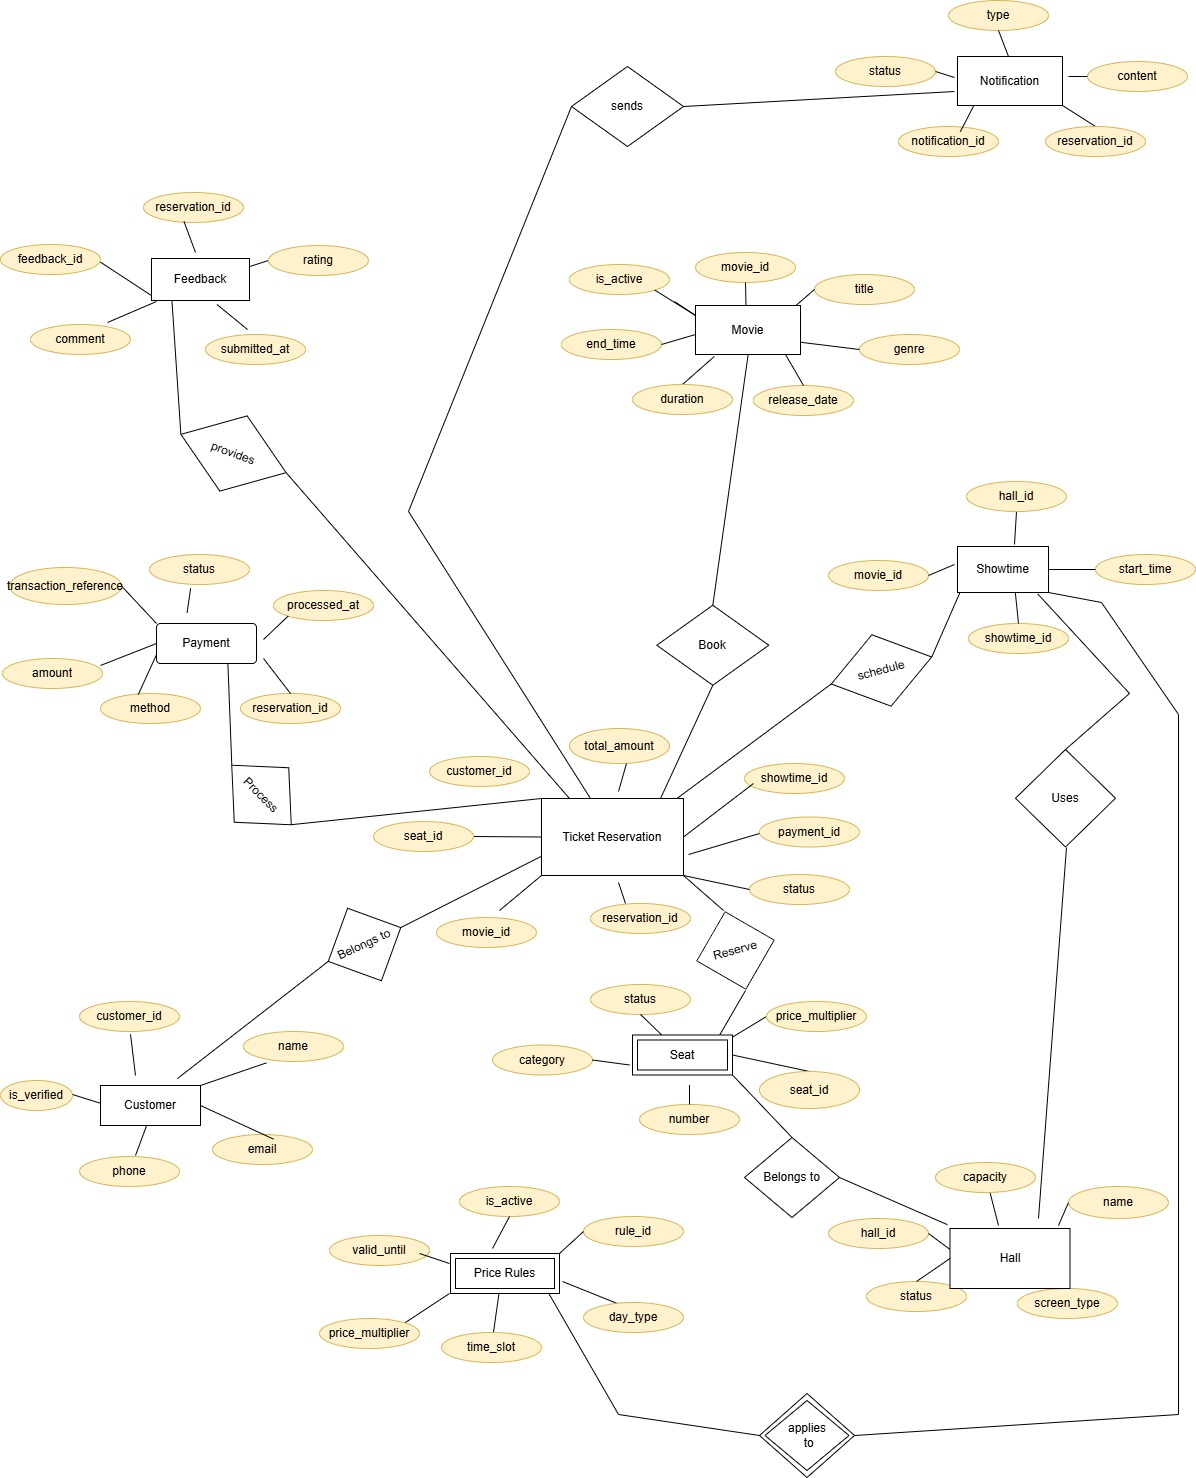 type
status
Notification
content
sends
notification_id
reservation_id
reservation_id
feedback_id
Feedback
rating
comment
submitted_at
movie_id
is_active
title
Movie
end_time
genre
duration
release_date
provides
hall_id
transaction_reference
status
processed_at
Payment
amount
method
reservation_id
movie_id
Showtime
start_time
showtime_id
Book
schedule
total_amount
customer_id
showtime_id
Process
Uses
seat_id
Ticket Reservation
payment_id
status
movie_id
reservation_id
Belongs to
Reserve
customer_id
name
is_verified
Customer
phone
email
status
price_multiplier
category
Seat
seat_id
number
Belongs to
capacity
name
hall_id
Hall
status
screen_type
is_active
rule_id
valid_until
Price Rules
price_multiplier
time_slot
day_type
applies
to